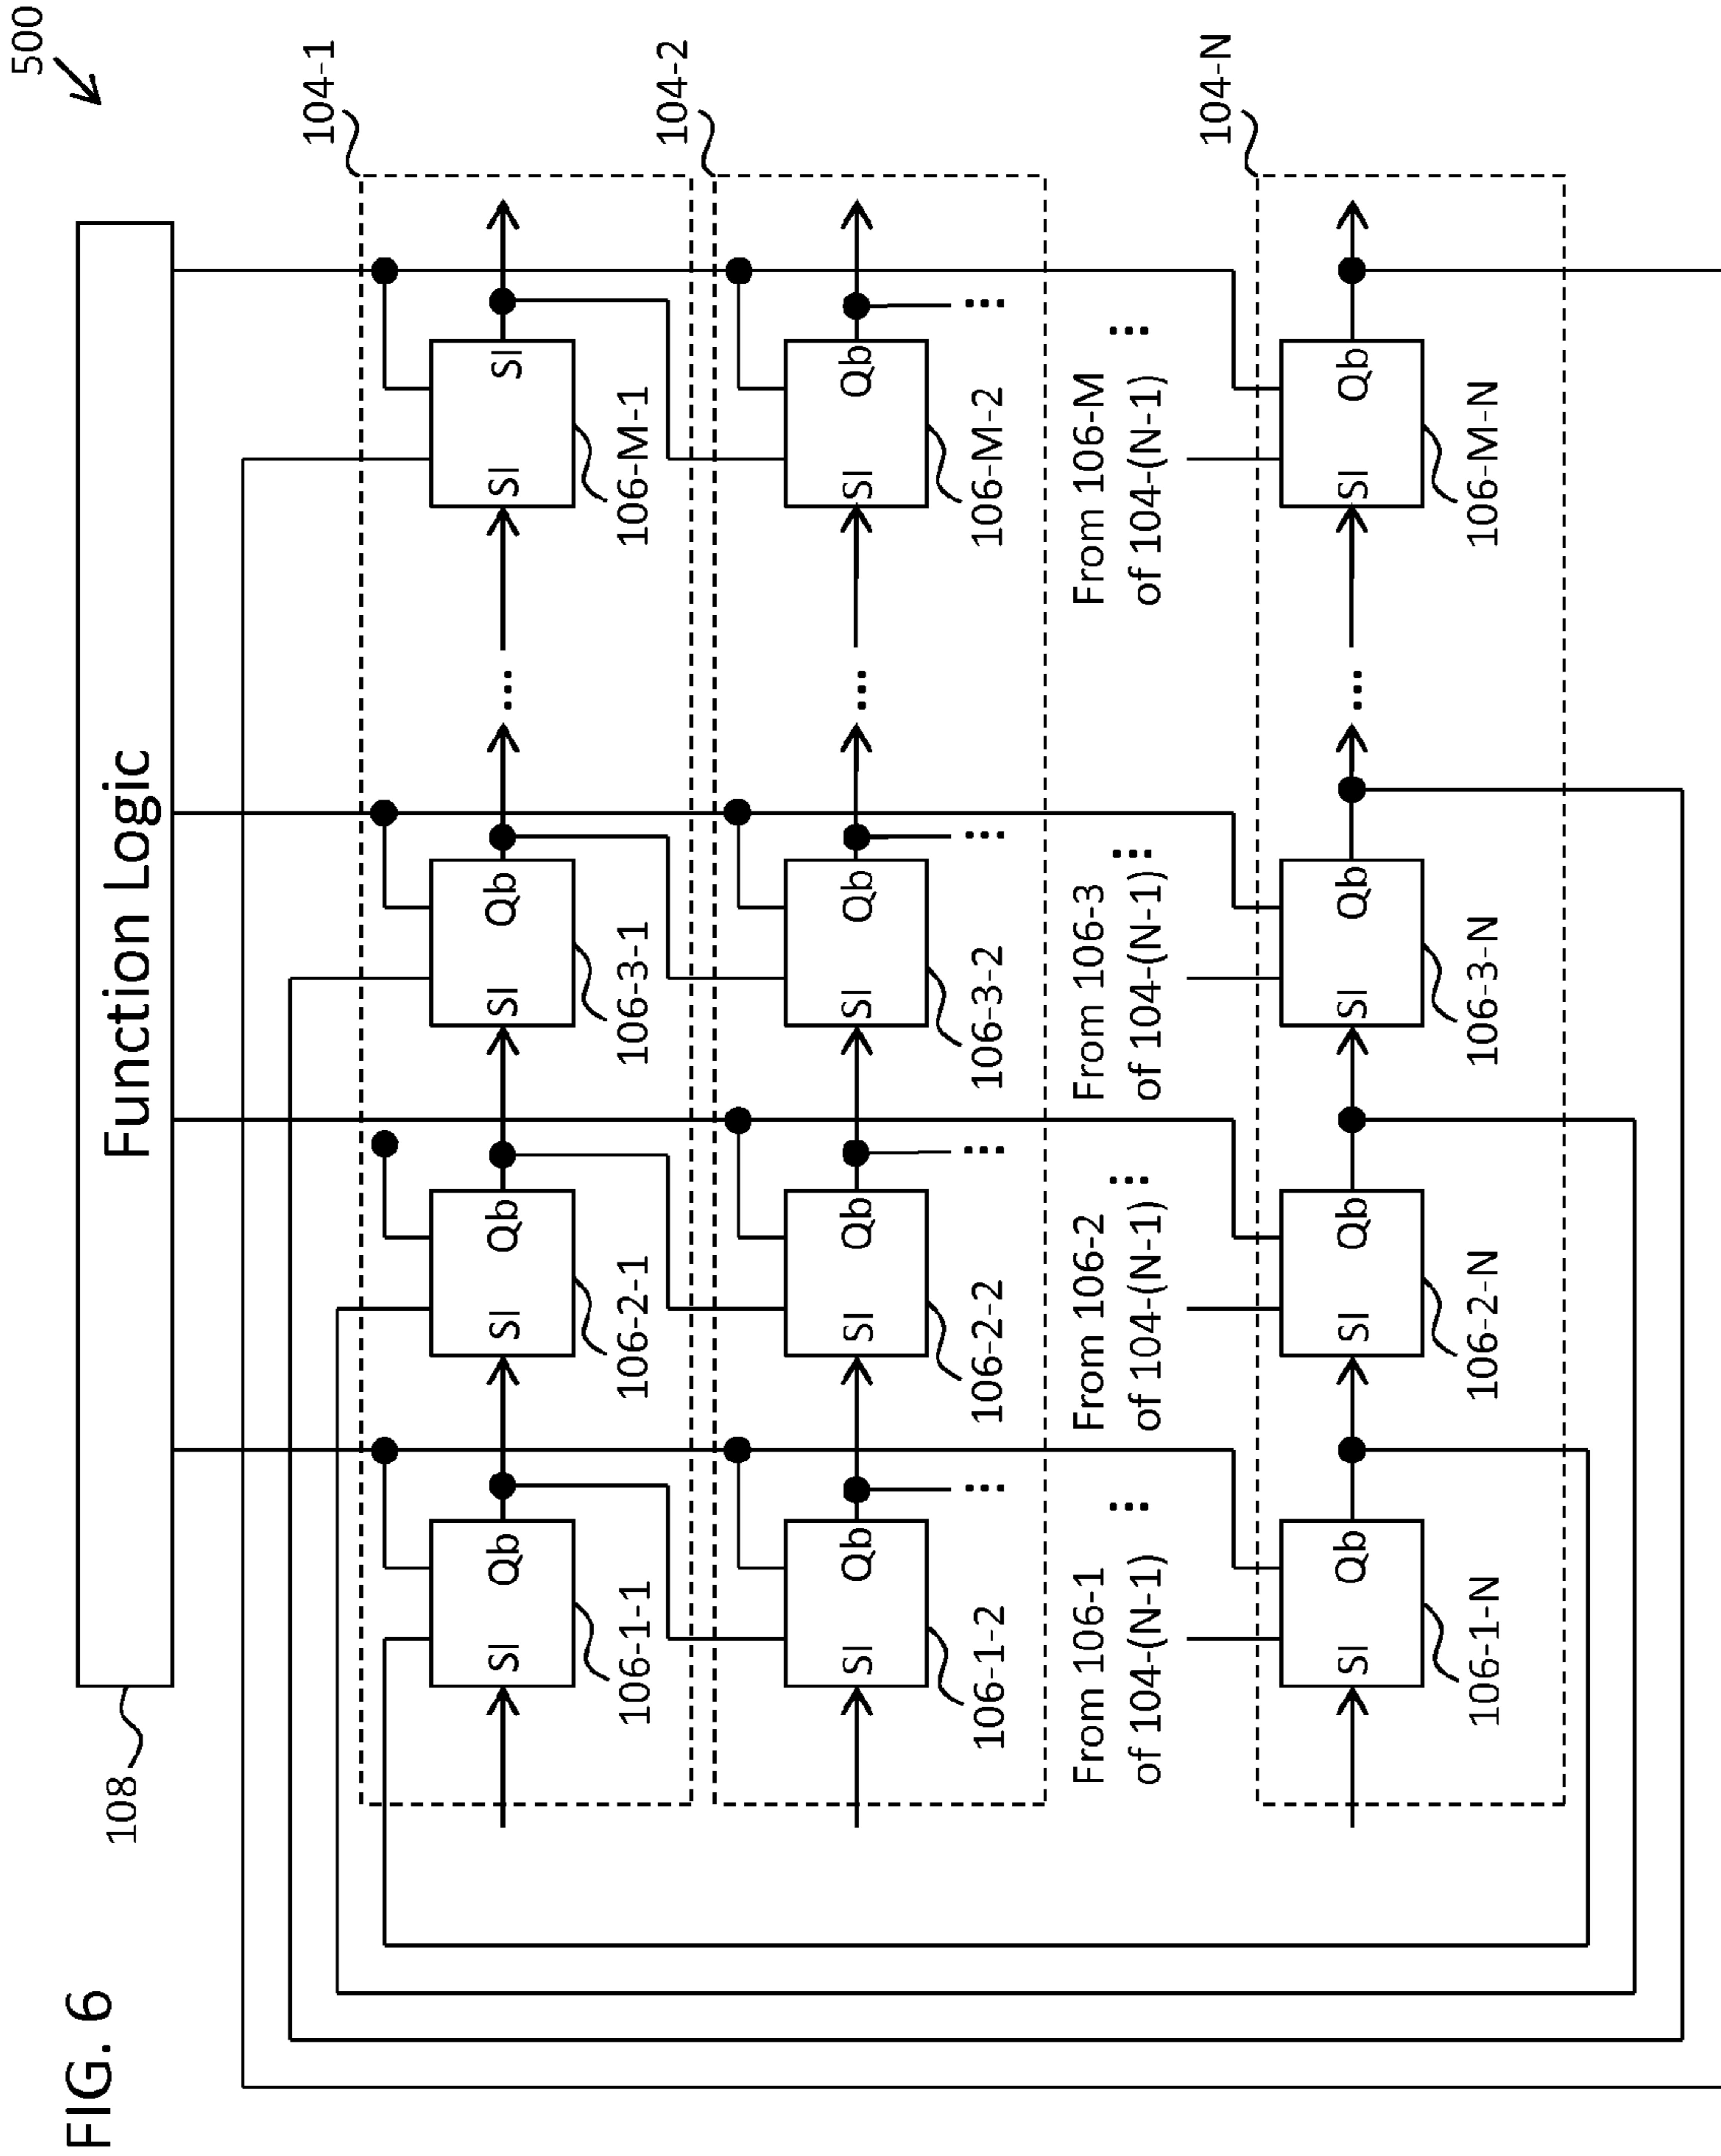 FIG. 6
500
108
Function Logic
104-1
SI Qb
SI Qb
SI Qb
...
SI SI
106-1-1
106-2-1
106-3-1
106-M-1
104-2
SI Qb
SI Qb
SI Qb
...
SI Qb
106-1-2
106-2-2
106-3-2
106-M-2
...
...
...
...
From 106-1
of 104-(N-1)
...
From 106-2
of 104-(N-1)
...
From 106-3
of 104-(N-1)
...
From 106-M
of 104-(N-1)
...
104-N
SI Qb
SI Qb
SI Qb
...
SI Qb
106-1-N
106-2-N
106-3-N
106-M-N